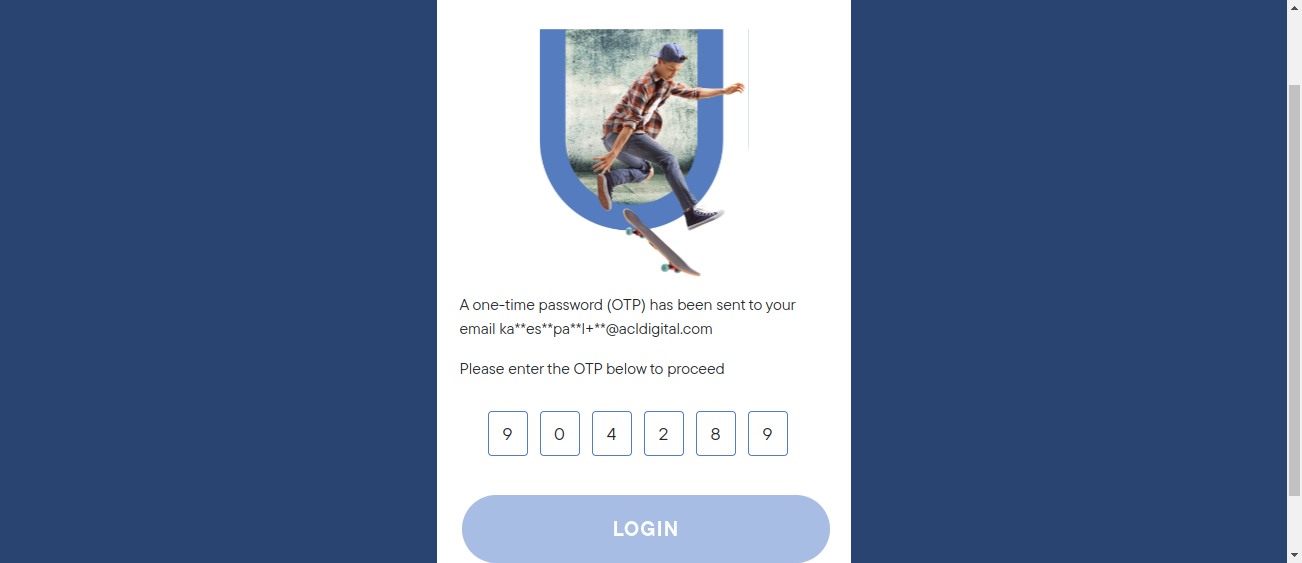 A one-time password (OTP) has been sent to your
email ka**es**pa**l+**@acldigital.com
Please enter the OTP below to proceed
9 0 4 2 8 9
LOGIN